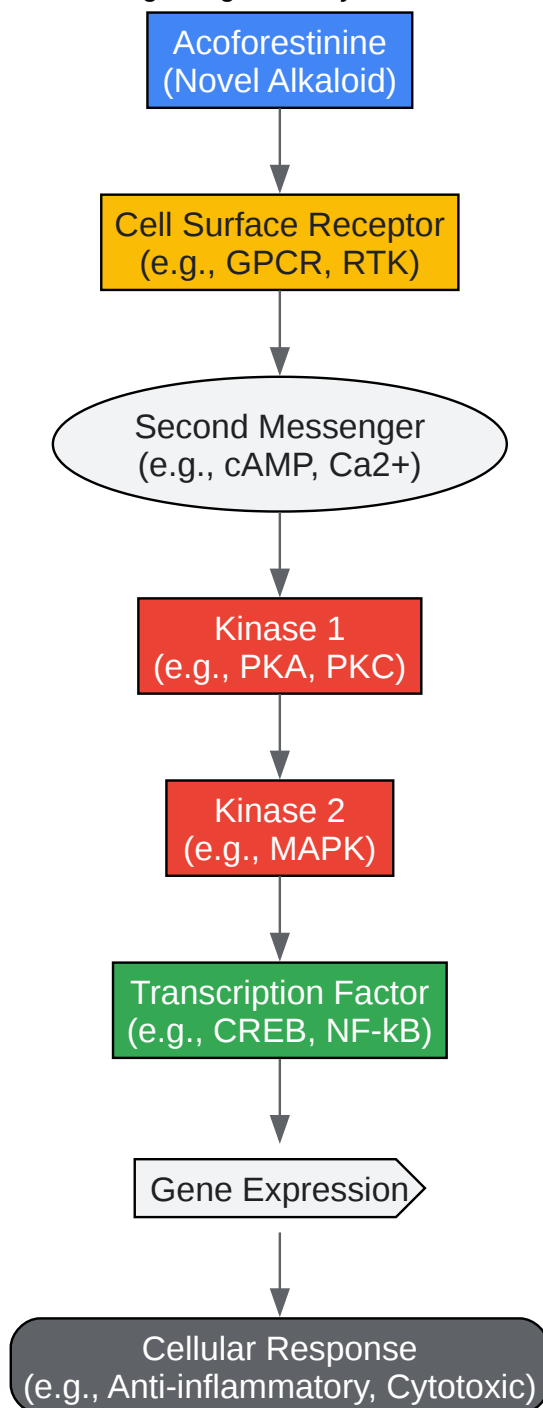 Acoforestinine
(Novel Alkaloid)
Cell Surface Receptor
(e.g., GPCR, RTK)
Second Messenger
(e.g., cAMP, Ca2+)
Kinase 1
(e.g., PKA, PKC)
Kinase 2
(e.g., MAPK)
Transcription Factor
(e.g., CREB, NF-kB)
Gene Expression
Cellular Response
(e.g., Anti-inflammatory, Cytotoxic)